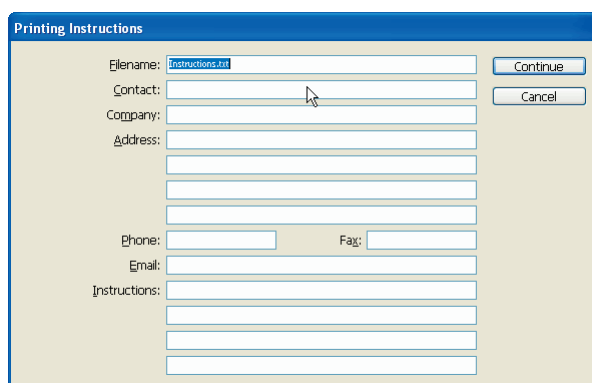 Printing Instructions
Filename: Instructions.txt
Continue
Contact:
Cancel
Company:
Address:
Phone: Fax:
Email:
Instructions: